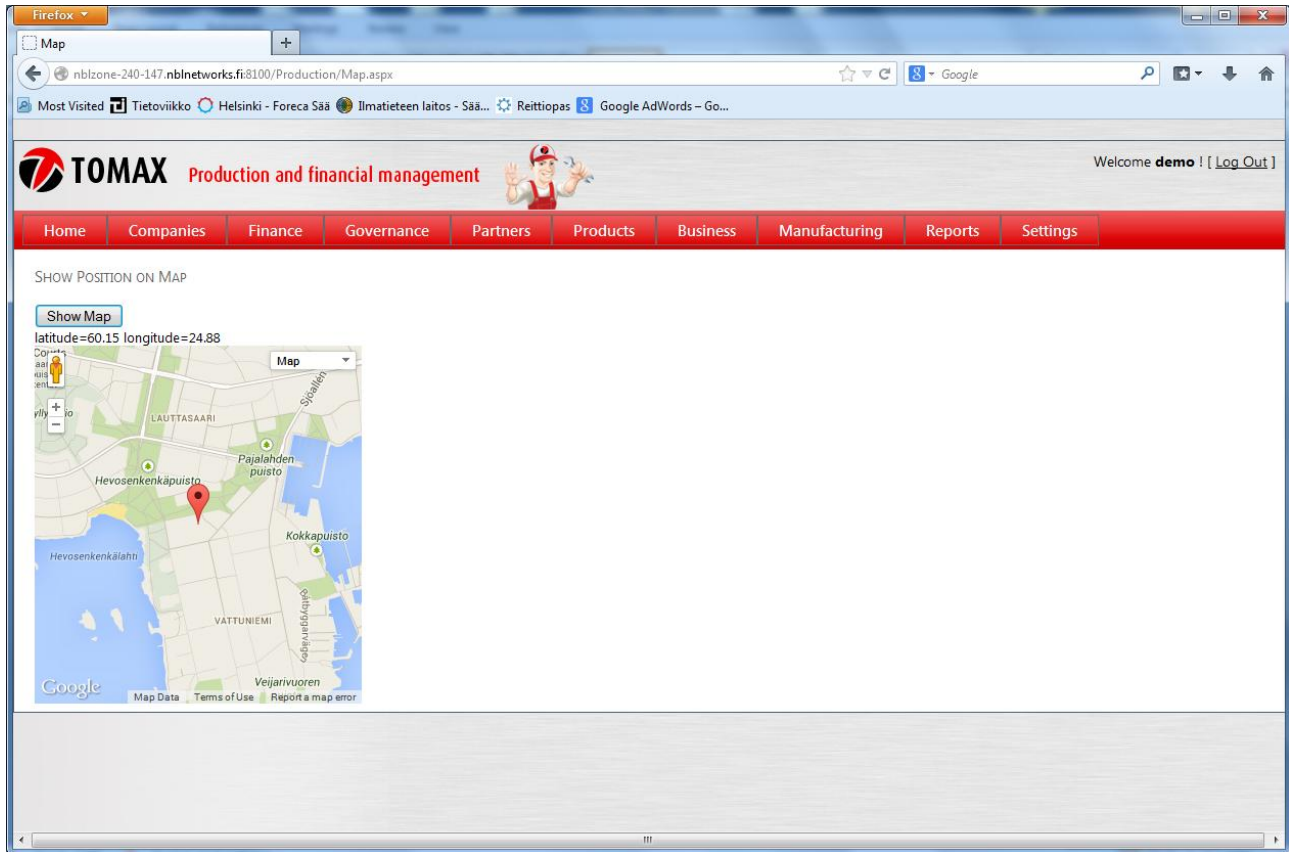 Firefox
Map
nblzone-240-147.nblnetworks.fi:8100/Production/Map.aspx
Google
Most Visited Tietoviikko Helsinki - Foreca Sää Ilmatieteen laitos - Sää... Reittiopas Google AdWords – Go...
TOMAX Production and financial management
Welcome demo ! [ Log Out ]
Home Companies Finance Governance Partners Products Business Manufacturing Reports Settings
SHOW POSITION ON MAP
Show Map
latitude=60.15 longitude=24.88
Map
Sjöallén
LAUTTASAARI
Pajalahden
puisto
Hevosenkenkäpuisto
Kokkapuisto
Hevosenkenkälahti
VATTUNIEMI
Veijarivuoren
Google
Map Data Terms of Use Report a map error